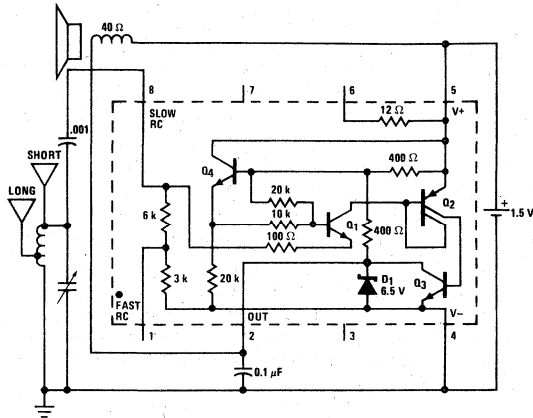 40 Ω
8
7
6
5
SLOW
RC
12 Ω
V+
.001
SHORT
LONG
Q4
400 Ω
Q2
20 k
10 k
Q1
100 Ω
400 Ω
6 k
+
1.5 V
3 k
20 k
D1
6.5 V
Q3
FAST
RC
OUT
V−
1
2
3
4
0.1 μF